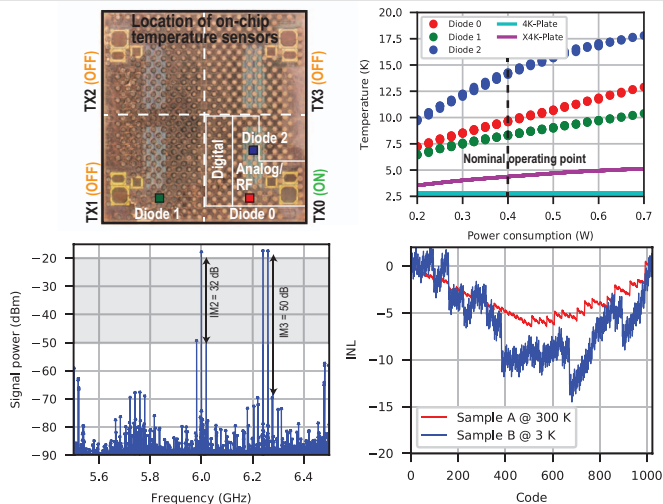 Location of on-chip
temperature sensors
TX2 (OFF)
TX3 (OFF)
TX1 (OFF)
TX0 (ON)
Digital
Diode 2
Analog/
RF
Diode 1
Diode 0
Diode 0
Diode 1
Diode 2
4K-Plate
X4K-Plate
Temperature (K)
20.0
17.5
15.0
12.5
10.0
7.5
5.0
2.5
Nominal operating point
0.2 0.3 0.4 0.5 0.6 0.7
Power consumption (W)
Signal power (dBm)
−20
−30
−40
−50
−60
−70
−80
−90
IM2 = 32 dB
IM3 = 50 dB
5.6 5.8 6.0 6.2 6.4
Frequency (GHz)
INL
0
−5
−10
−15
−20
Sample A @ 300 K
Sample B @ 3 K
0 200 400 600 800 1000
Code